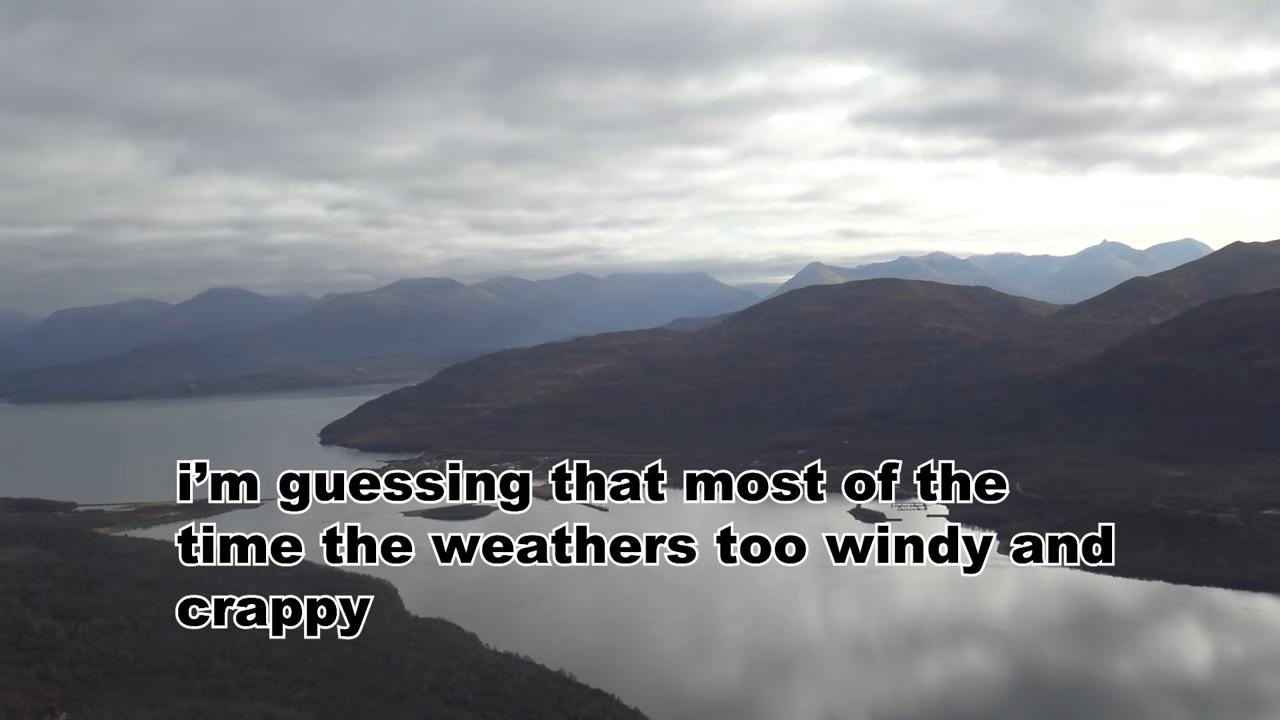 i’m guessing that most of the
time the weathers too windy and
crappy